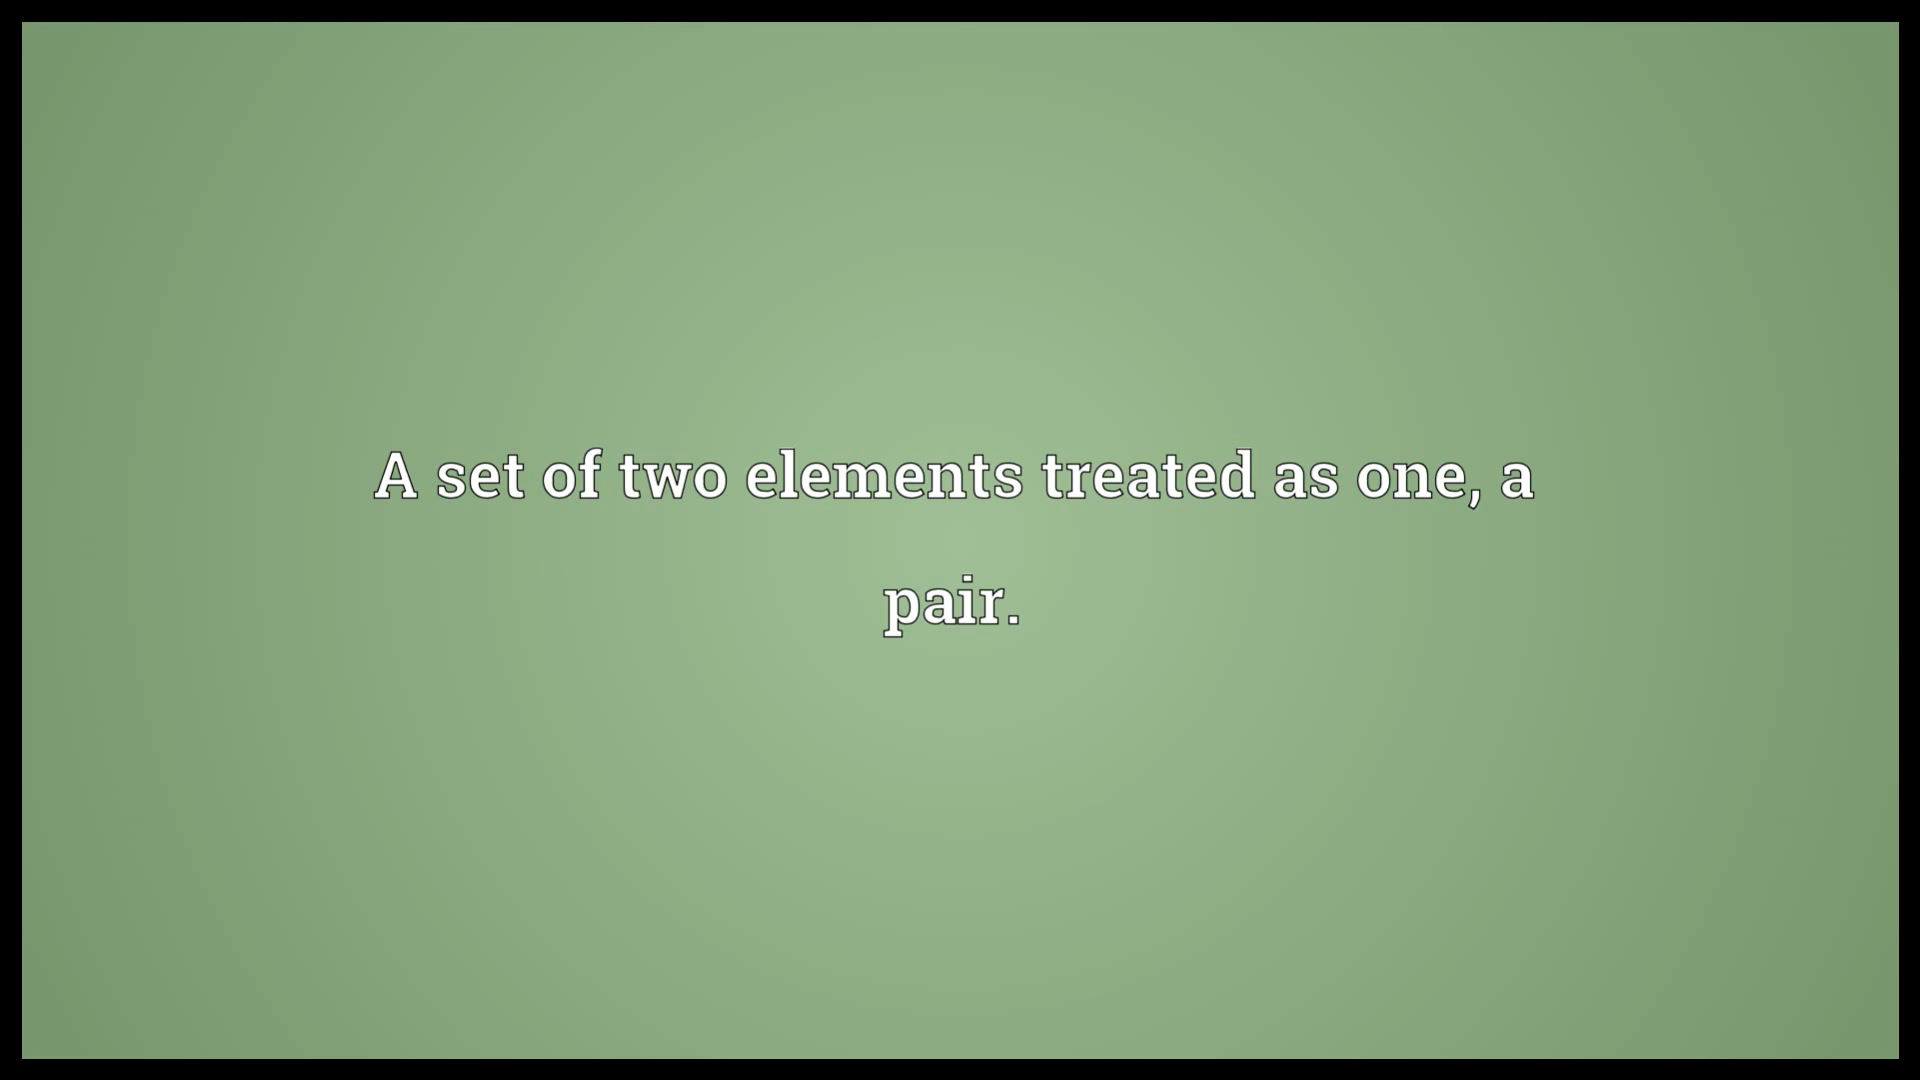 A set of two elements treated as one, a
pair.